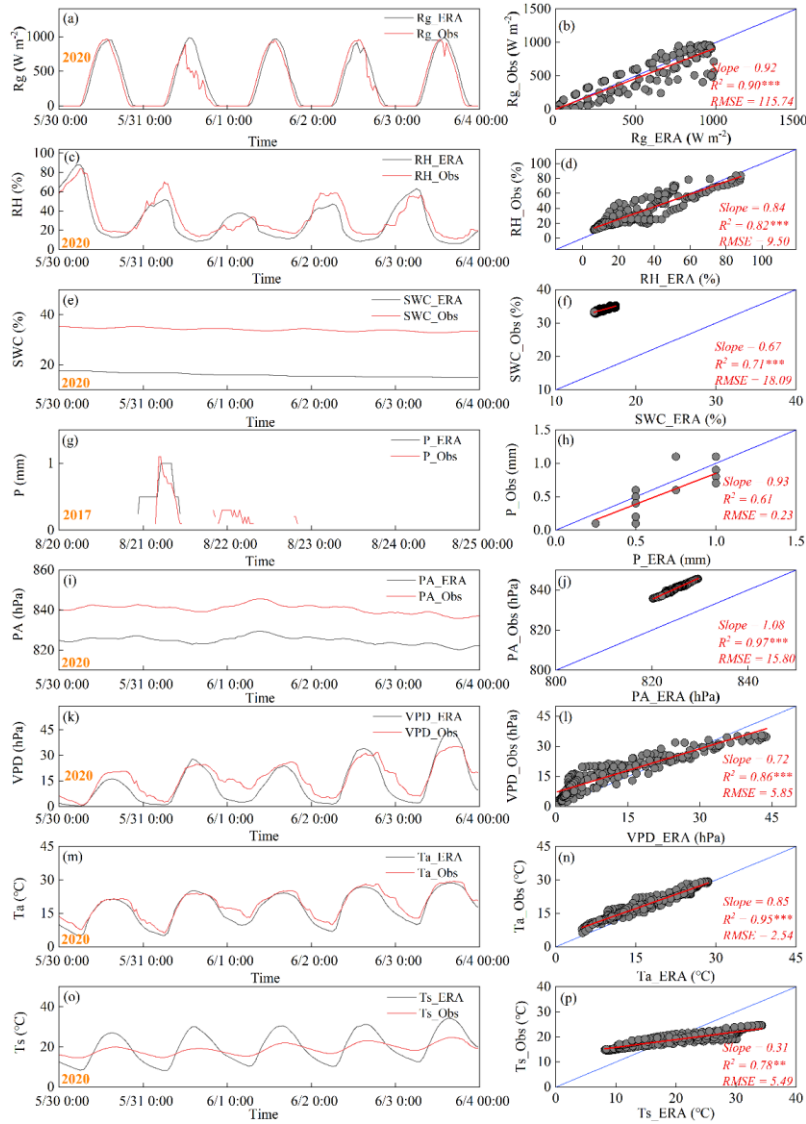 (a)
Rg_ERA
Rg_Obs
2020
Rg (W m⁻²)
1000
500
0
5/30 0:00 5/31 0:00 6/1 0:00 6/2 0:00 6/3 0:00 6/4 0:00
Time
(b)
Rg_Obs (W m⁻²)
1500
1000
500
0
Slope = 0.92
R² = 0.90***
RMSE = 115.74
0 500 1000 1500
Rg_ERA (W m⁻²)
(c)
RH_ERA
RH_Obs
RH (%)
100
80
60
40
20
0
2020
5/30 0:00 5/31 0:00 6/1 0:00 6/2 0:00 6/3 0:00 6/4 0:00
Time
(d)
RH_Obs (%)
100
80
60
40
20
0
Slope = 0.84
R² = 0.82***
RMSE = 9.50
0 20 40 60 80 100
RH_ERA (%)
(e)
SWC_ERA
SWC_Obs
SWC (%)
40
20
2020
5/30 0:00 5/31 0:00 6/1 0:00 6/2 0:00 6/3 0:00 6/4 0:00
Time
(f)
SWC_Obs (%)
40
30
20
10
Slope = 0.67
R² = 0.71***
RMSE = 18.09
10 20 30 40
SWC_ERA (%)
(g)
P_ERA
P_Obs
P (mm)
1
0
2017
8/20 0:00 8/21 0:00 8/22 0:00 8/23 0:00 8/24 0:00 8/25 0:00
Time
(h)
P_Obs (mm)
1.5
1.0
0.5
0.0
Slope = 0.93
R² = 0.61
RMSE = 0.23
0.0 0.5 1.0 1.5
P_ERA (mm)
(i)
PA_ERA
PA_Obs
PA (hPa)
860
840
820
2020
5/30 0:00 5/31 0:00 6/1 0:00 6/2 0:00 6/3 0:00 6/4 0:00
Time
(j)
PA_Obs (hPa)
840
820
800
Slope = 1.08
R² = 0.97***
RMSE = 15.80
800 820 840
PA_ERA (hPa)
(k)
VPD_ERA
VPD_Obs
VPD (hPa)
45
30
15
0
2020
5/30 0:00 5/31 0:00 6/1 0:00 6/2 0:00 6/3 0:00 6/4 00:00
Time
(l)
VPD_Obs (hPa)
45
30
15
0
Slope = 0.72
R² = 0.86***
RMSE = 5.85
0 15 30 45
VPD_ERA (hPa)
(m)
Ta_ERA
Ta_Obs
Ta (°C)
45
30
15
0
2020
5/30 0:00 5/31 0:00 6/1 0:00 6/2 0:00 6/3 0:00 6/4 00:00
Time
(n)
Ta_Obs (°C)
45
30
15
0
Slope = 0.85
R² = 0.95***
RMSE = 2.54
0 15 30 45
Ta_ERA (°C)
(o)
Ts_ERA
Ts_Obs
Ts (°C)
40
20
0
2020
5/30 0:00 5/31 0:00 6/1 0:00 6/2 0:00 6/3 0:00 6/4 00:00
Time
(p)
Ts_Obs (°C)
40
30
20
10
0
Slope = 0.31
R² = 0.78**
RMSE = 5.49
0 10 20 30 40
Ts_ERA (°C)